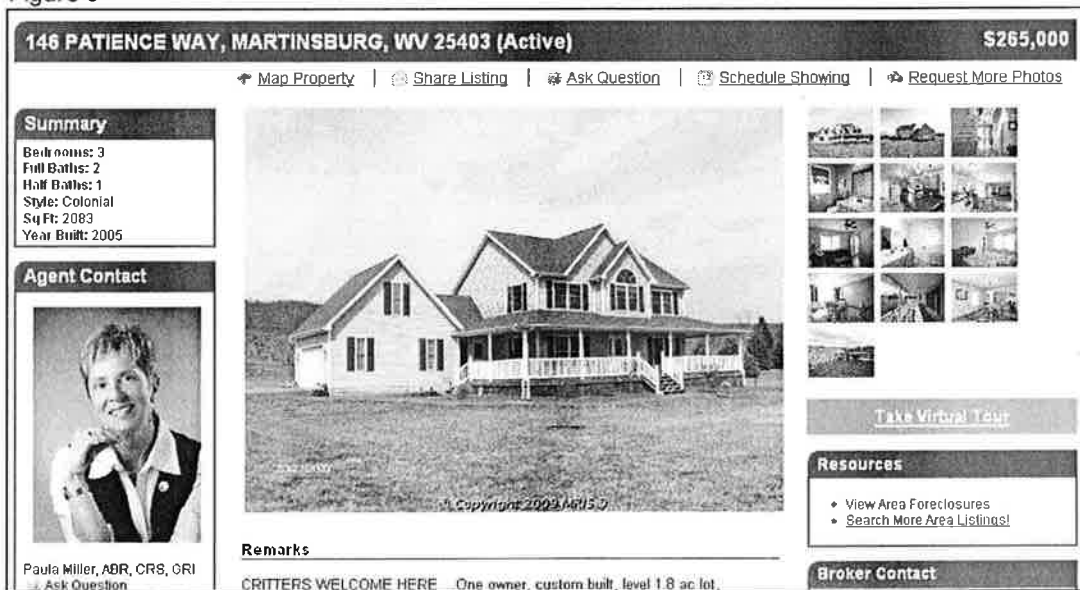 146 PATIENCE WAY, MARTINSBURG, WV 25403 (Active) $265,000
Map Property | Share Listing | Ask Question | Schedule Showing | Request More Photos
Summary
Bedrooms: 3
Full Baths: 2
Half Baths: 1
Style: Colonial
Sq Ft: 2083
Year Built: 2005
Agent Contact
Paula Miller, ABR, CRS, GRI
Ask Question
© Copyright 2009 MRIS
Remarks
CRITTERS WELCOME HERE ... One owner, custom built, level 1.8 ac lot,
Take Virtual Tour
Resources
• View Area Foreclosures
• Search More Area Listings!
Broker Contact